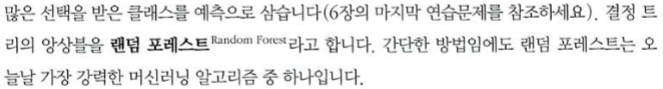 많은 선택을 받은 클래스를 예측으로 삼습니다(6장의 마지막 연습문제를 참조하세요). 결정 트
리의 앙상블을 랜덤 포레스트Random Forest라고 합니다. 간단한 방법임에도 랜덤 포레스트는 오
늘날 가장 강력한 머신러닝 알고리즘 중 하나입니다.